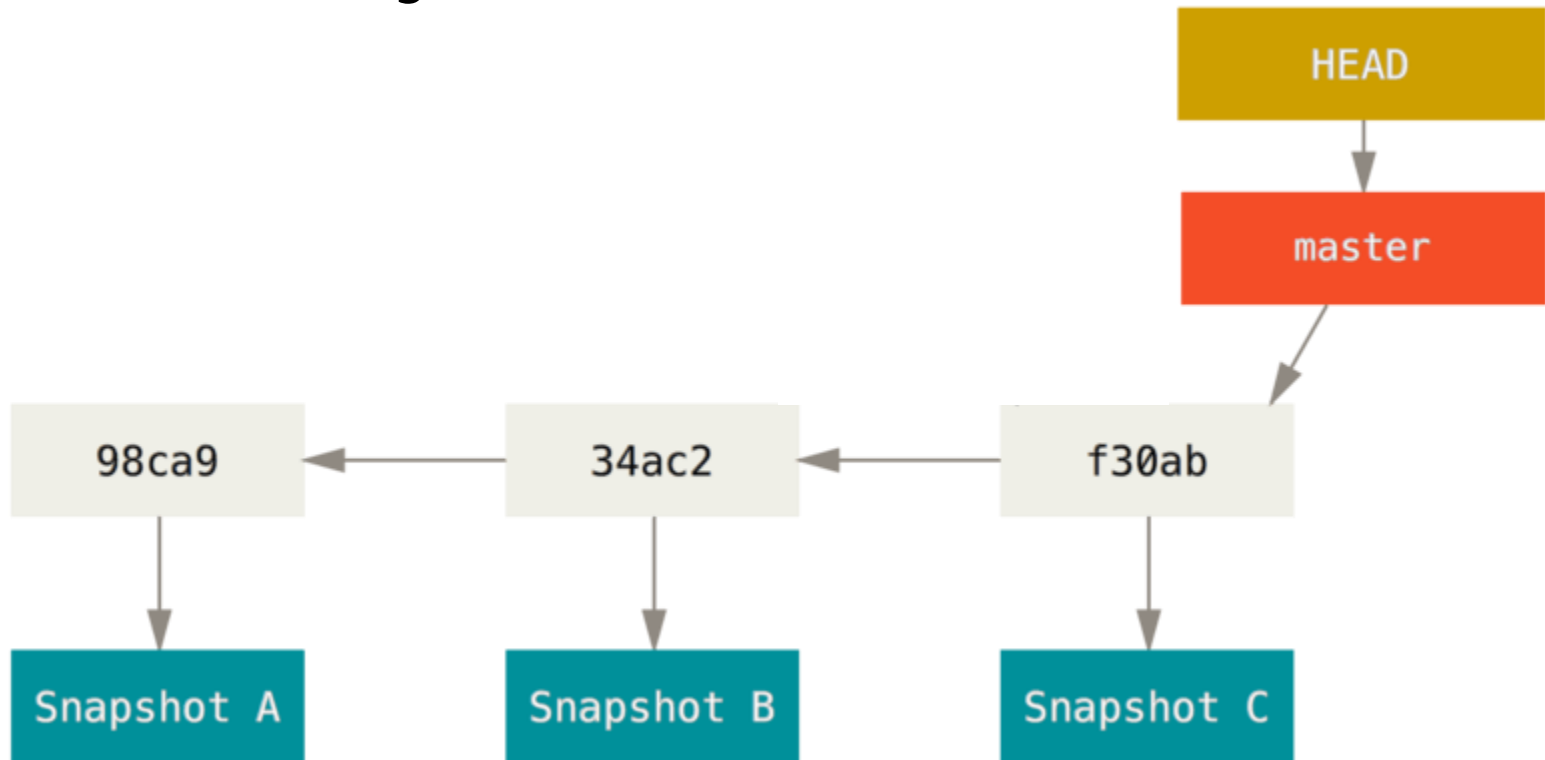 HEAD
master
98ca9
34ac2
f30ab
Snapshot A
Snapshot B
Snapshot C